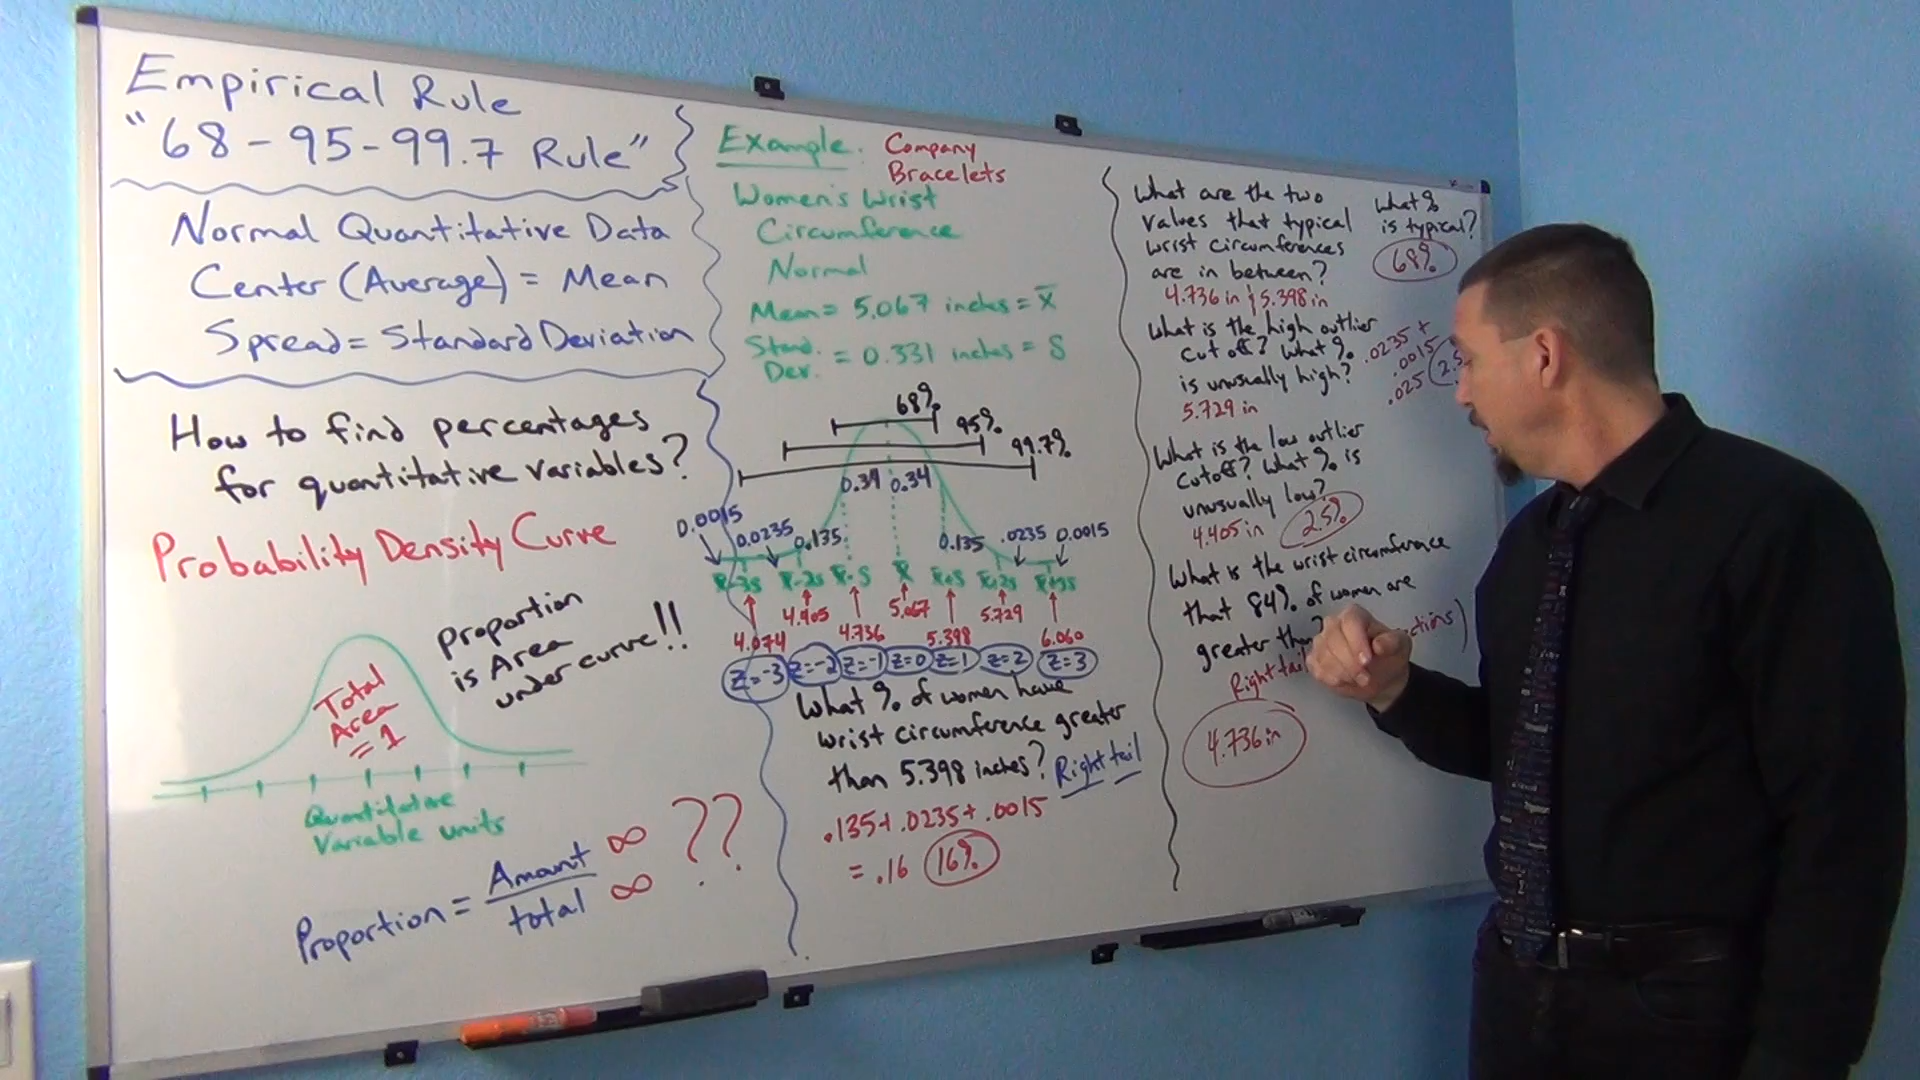 Empirical Rule
"68-95-99.7 Rule"
Normal Quantitative Data
Center (Average) = Mean
Spread = Standard Deviation
How to find percentages
for quantitative variables?
Probability Density Curve
proportion
is Area
under curve!!
Total
Area
= 1
Quantitative
Variable units
Proportion = Amount ∞ ??
total ∞
Example: Company
Bracelets
Women's Wrist
Circumference
Normal
Mean = 5.067 inches = x̄
Stand. Dev. = 0.331 inches = S
68%
95%
99.7%
0.34 0.34
0.0015 0.0235 0.135 0.135 .0235 0.0015
x̄-3s x̄-2s x̄-s x̄ x̄+s x̄+2s x̄+3s
4.074 4.405 4.736 5.067 5.398 5.729 6.060
z=-3 z=-2 z=-1 z=0 z=1 z=2 z=3
What % of women have
wrist circumference greater
than 5.398 inches? Right tail
.135+.0235+.0015
= .16 16%
What are the two
values that typical
wrist circumferences
are in between?
4.736 in 5.398 in
What %
is typical?
68%
What is the high outlier
cut off? What %
is unusually high?
5.729 in
.0235 +
.0015
.025
What is the low outlier
cutoff? What % is
unusually low?
4.405 in 2.5%
What is the wrist circumference
that 84% of women are
greater than?
Right
4.736 in